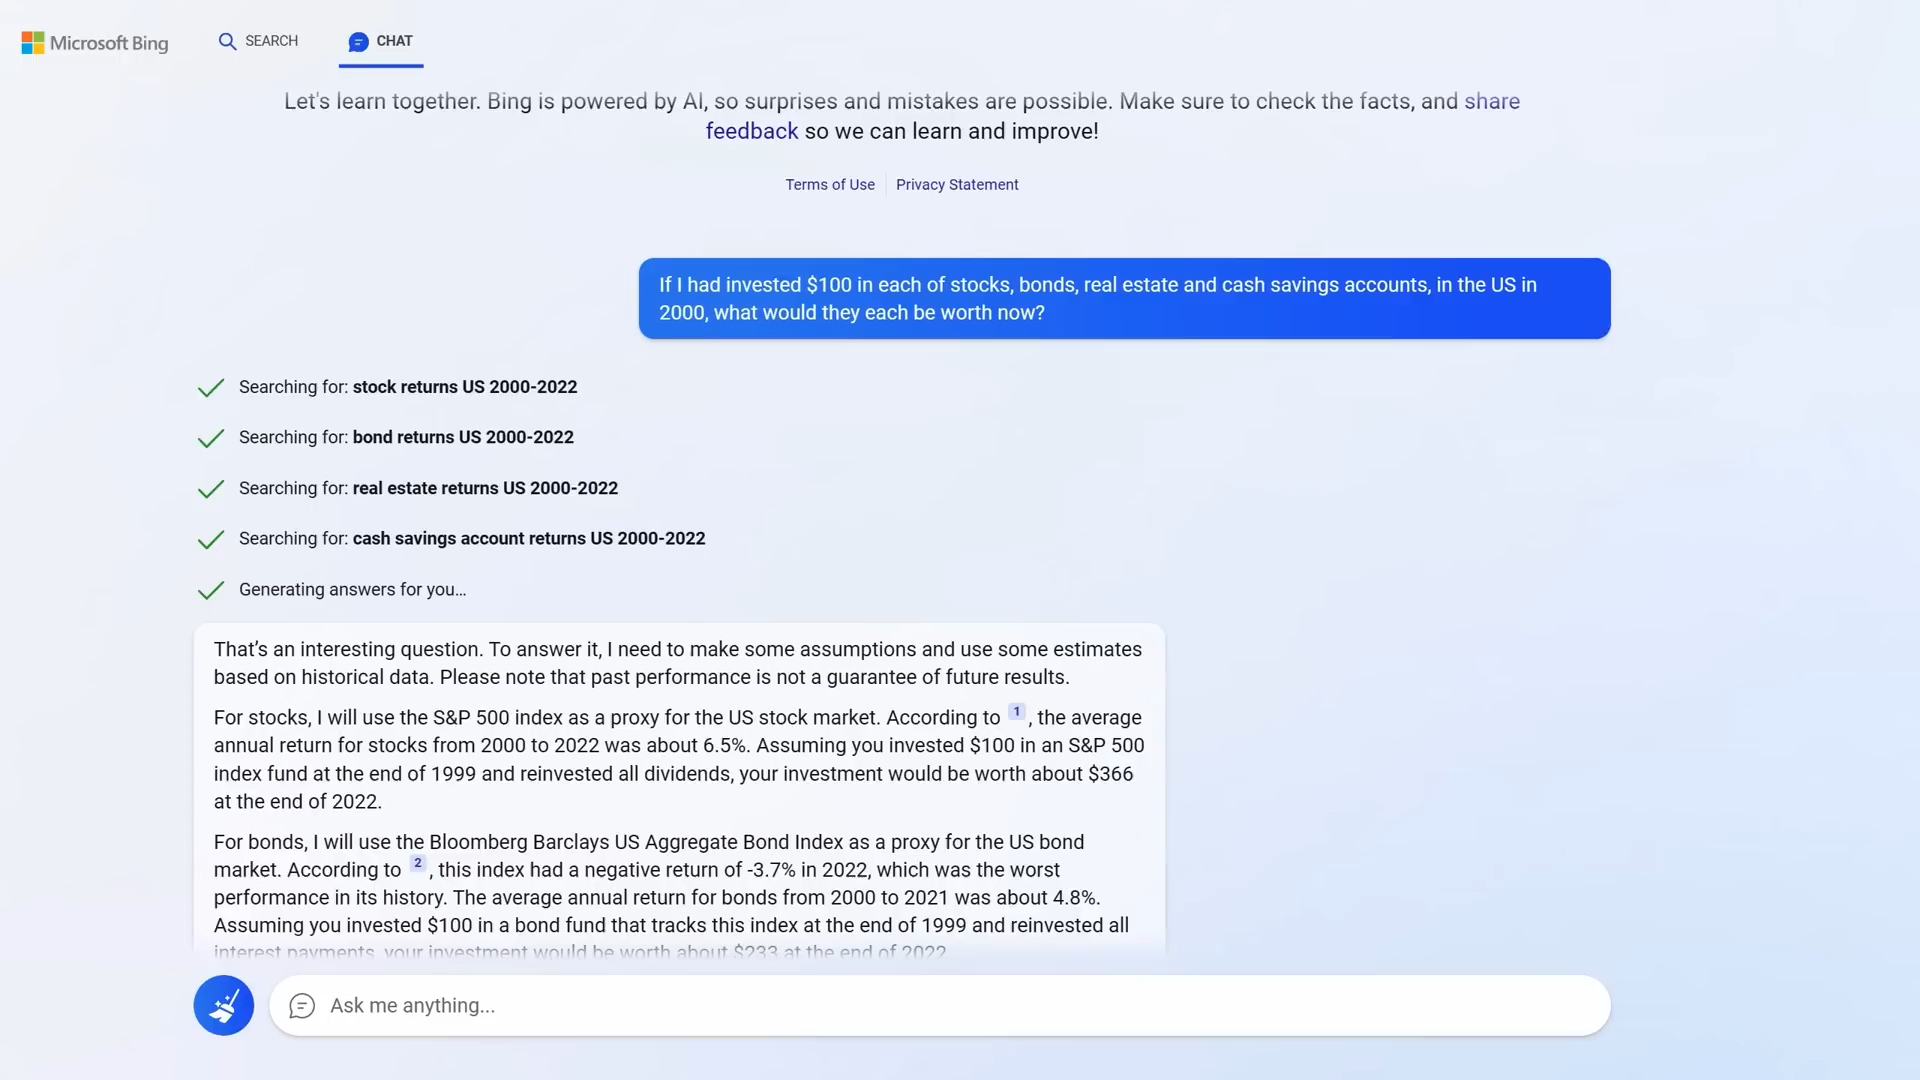 Microsoft Bing
SEARCH
CHAT
Let's learn together. Bing is powered by AI, so surprises and mistakes are possible. Make sure to check the facts, and share
feedback so we can learn and improve!
Terms of Use
Privacy Statement
If I had invested $100 in each of stocks, bonds, real estate and cash savings accounts, in the US in
2000, what would they each be worth now?
Searching for: stock returns US 2000-2022
Searching for: bond returns US 2000-2022
Searching for: real estate returns US 2000-2022
Searching for: cash savings account returns US 2000-2022
Generating answers for you…
That’s an interesting question. To answer it, I need to make some assumptions and use some estimates
based on historical data. Please note that past performance is not a guarantee of future results.
For stocks, I will use the S&P 500 index as a proxy for the US stock market. According to 1, the average
annual return for stocks from 2000 to 2022 was about 6.5%. Assuming you invested $100 in an S&P 500
index fund at the end of 1999 and reinvested all dividends, your investment would be worth about $366
at the end of 2022.
For bonds, I will use the Bloomberg Barclays US Aggregate Bond Index as a proxy for the US bond
market. According to 2, this index had a negative return of -3.7% in 2022, which was the worst
performance in its history. The average annual return for bonds from 2000 to 2021 was about 4.8%.
Assuming you invested $100 in a bond fund that tracks this index at the end of 1999 and reinvested all
interest payments, your investment would be worth about $233 at the end of 2022.
Ask me anything...